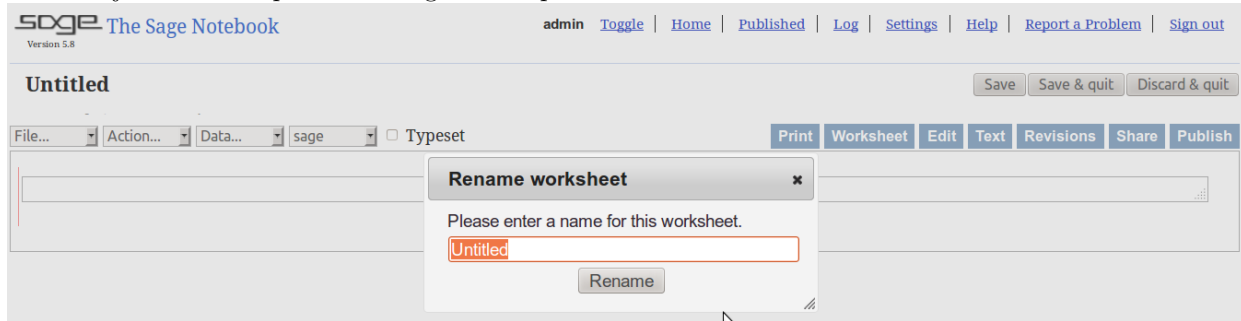 sage The Sage Notebook admin Toggle | Home | Published | Log | Settings | Help | Report a Problem | Sign out
Version 5.8
Untitled Save Save & quit Discard & quit
File... Action... Data... sage Typeset Print Worksheet Edit Text Revisions Share Publish
Rename worksheet
Please enter a name for this worksheet.
Untitled
Rename